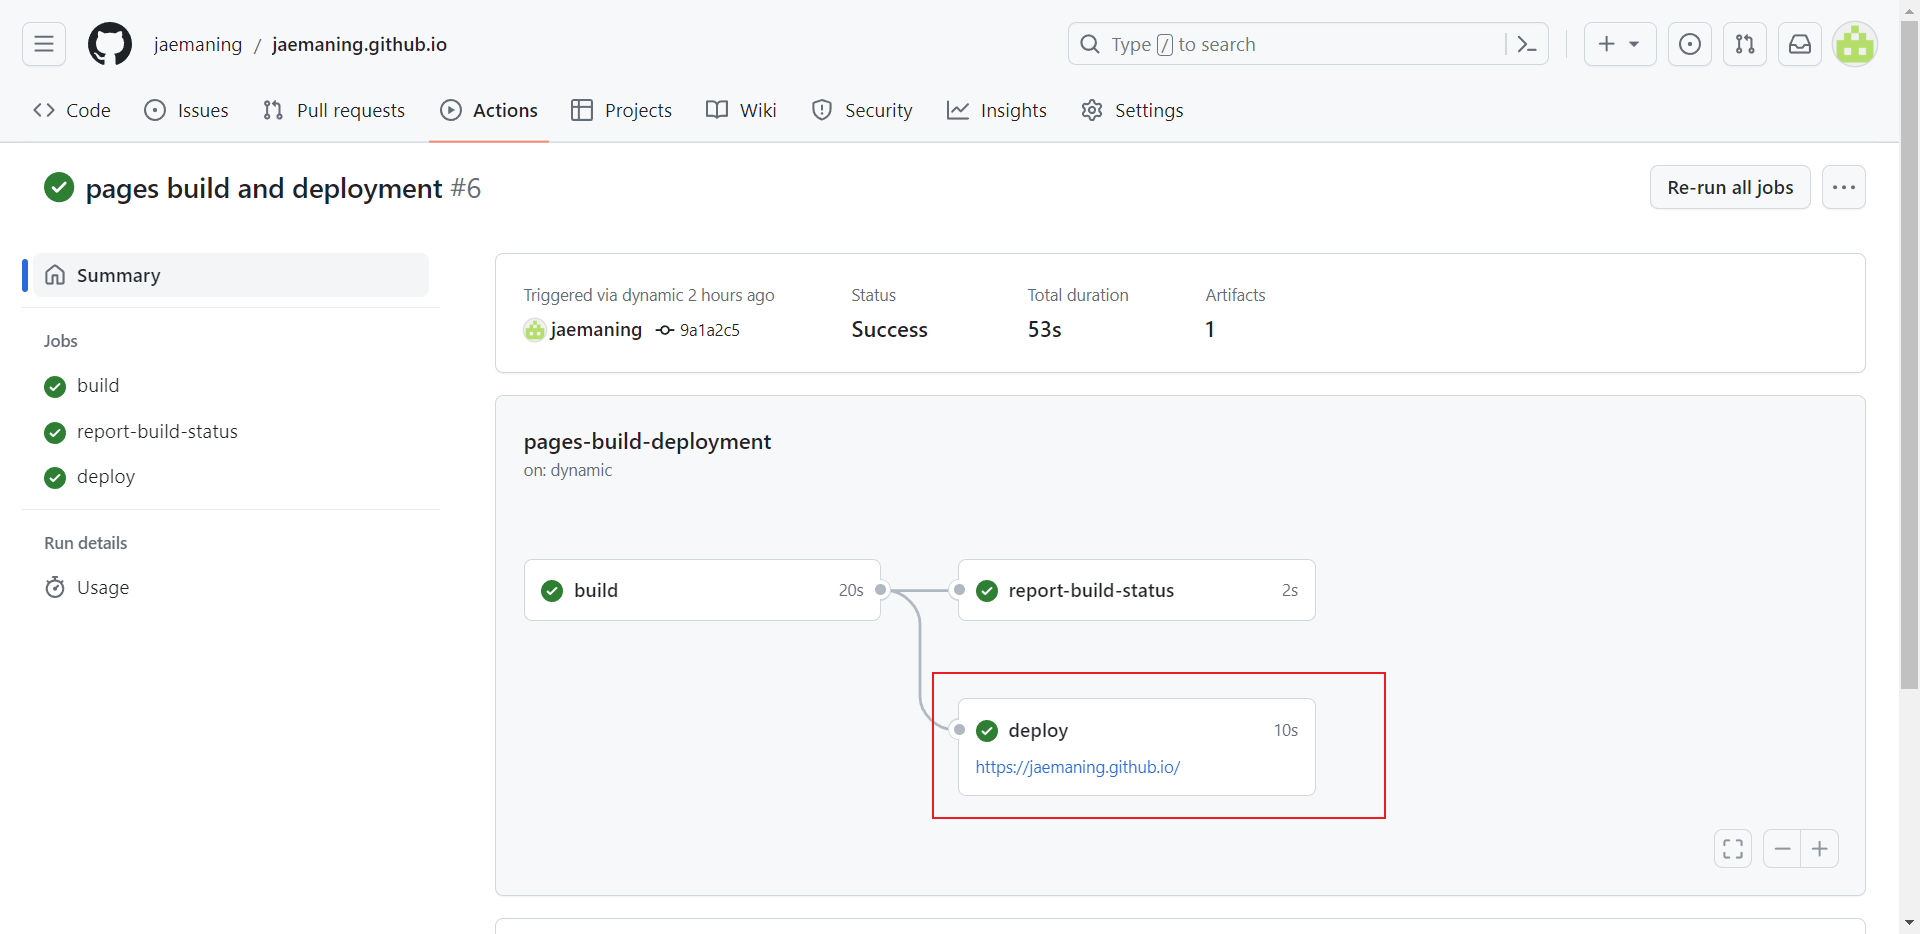 jaemaning / jaemaning.github.io
Type / to search
Code Issues Pull requests Actions Projects Wiki Security Insights Settings
pages build and deployment #6
Re-run all jobs
Summary
Jobs
build
report-build-status
deploy
Run details
Usage
Triggered via dynamic 2 hours ago
jaemaning 9a1a2c5
Status
Success
Total duration
53s
Artifacts
1
pages-build-deployment
on: dynamic
build 20s
report-build-status 2s
deploy 10s
https://jaemaning.github.io/